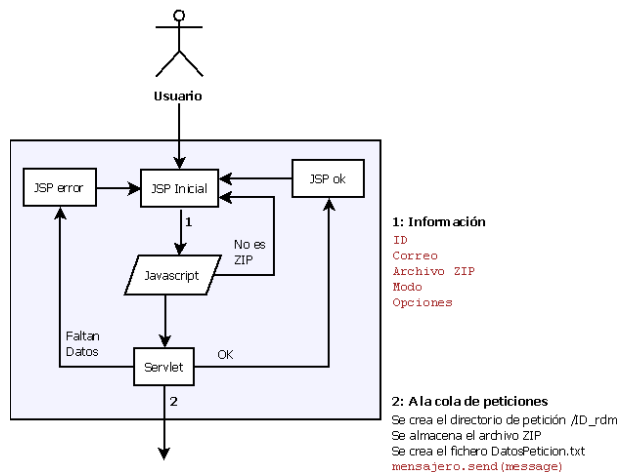 Usuario
JSP error
JSP Inicial
JSP ok
1
No es
ZIP
Javascript
Faltan
Datos
Servlet
OK
2
1: Información
ID
Correo
Archivo ZIP
Modo
Opciones
2: A la cola de peticiones
Se crea el directorio de petición /ID_rdm
Se almacena el archivo ZIP
Se crea el fichero DatosPeticion.txt
mensajero.send(message)